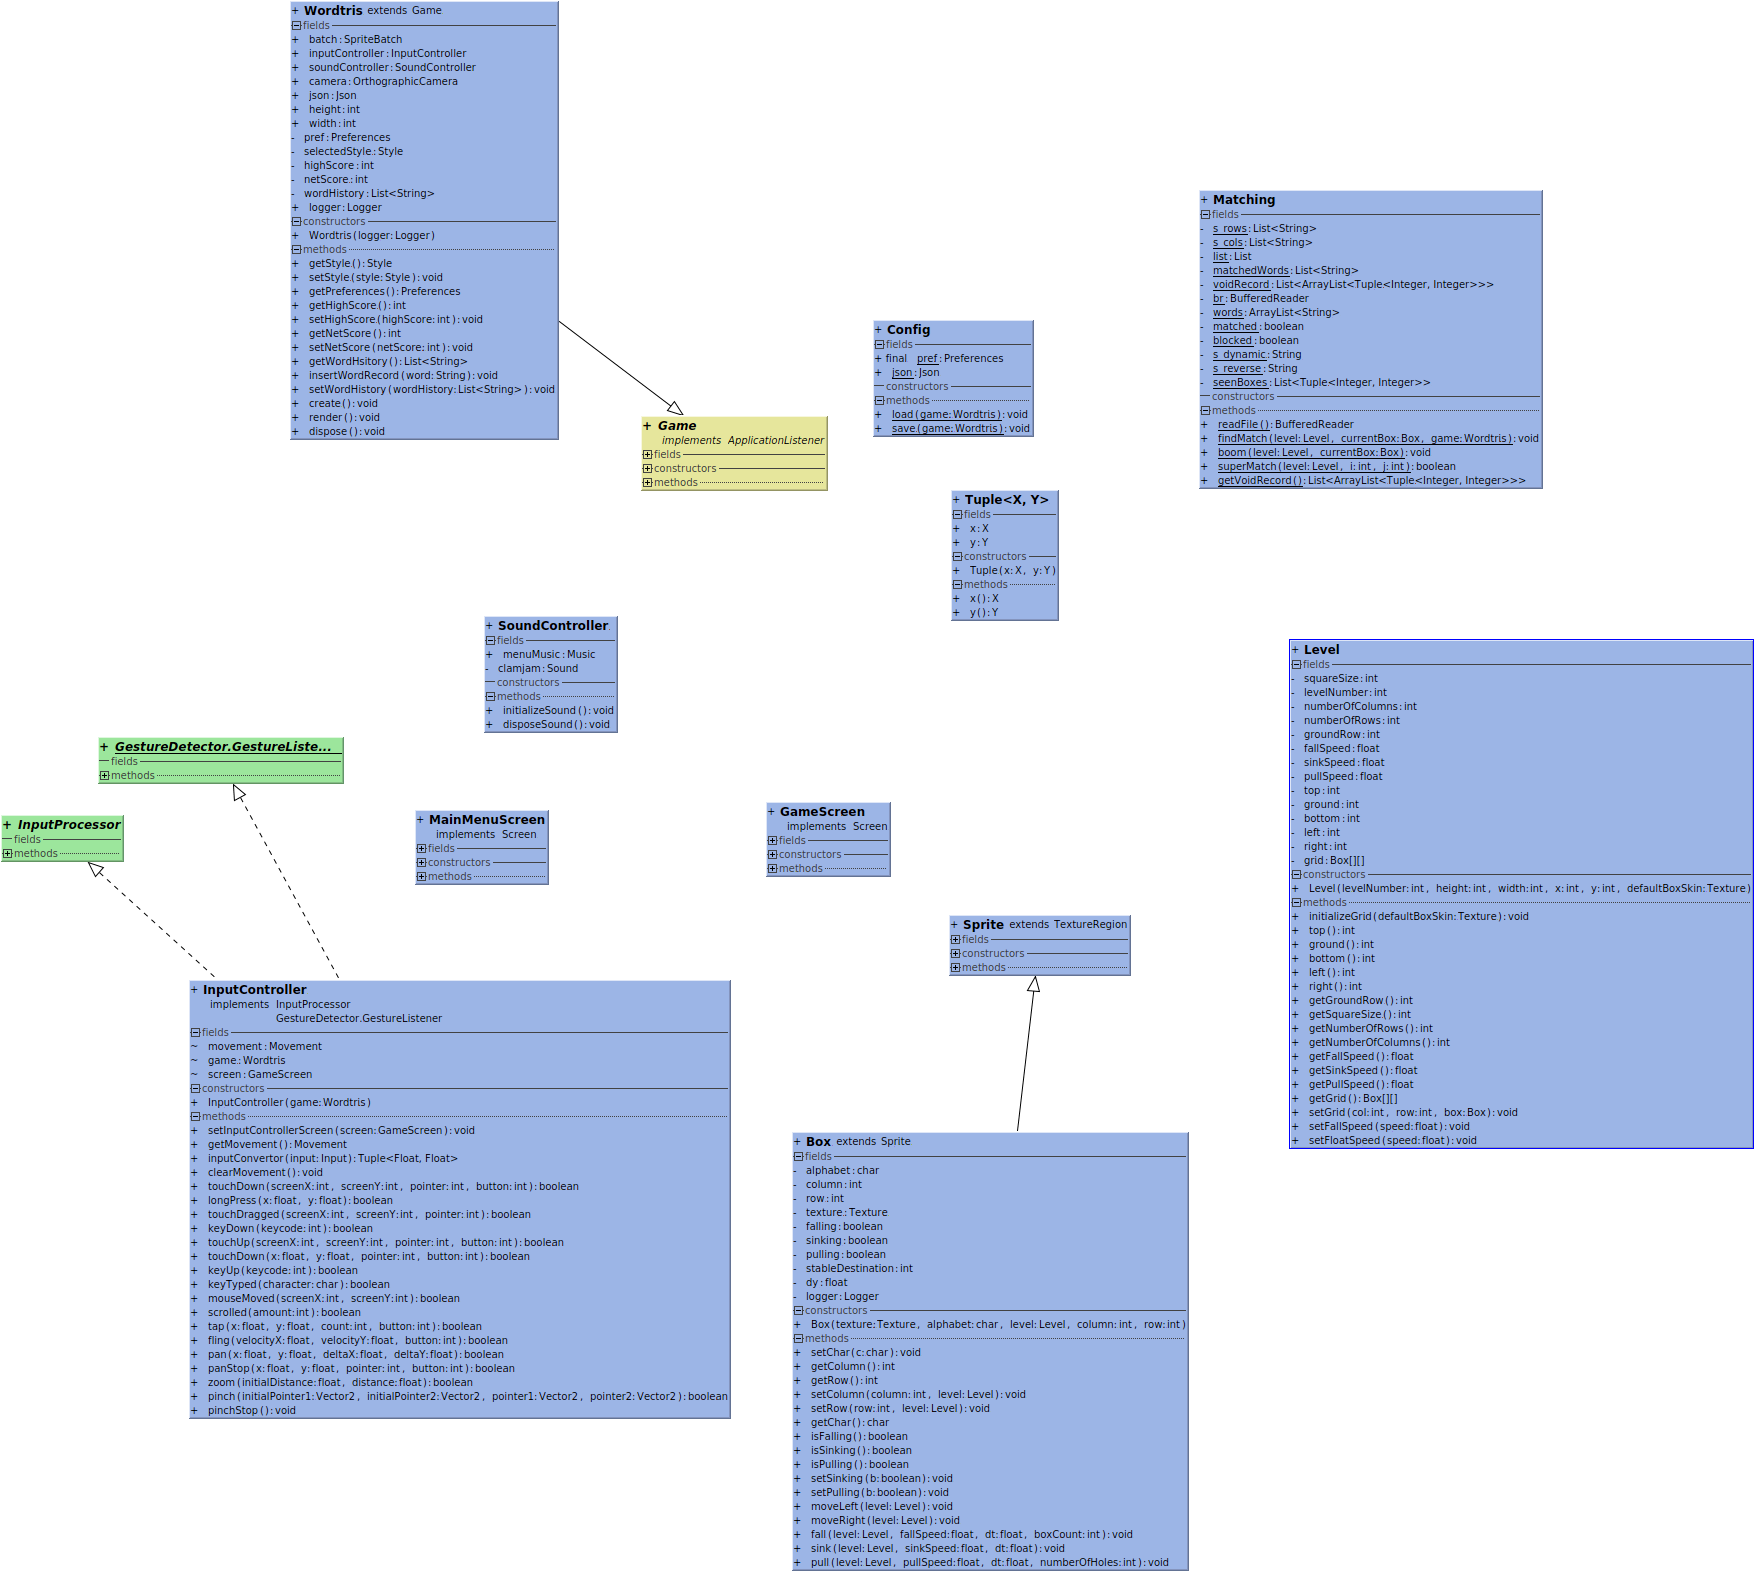 + Wordtris extends Game
fields
+ batch : SpriteBatch
+ inputController : InputController
+ soundController : SoundController
+ camera : OrthographicCamera
+ json : Json
+ height : int
+ width : int
- pref : Preferences
- selectedStyle : Style
- highScore : int
- netScore : int
- wordHistory : List<String>
+ logger : Logger
constructors
+ Wordtris (logger: Logger)
methods
+ getStyle (): Style
+ setStyle (style: Style ): void
+ getPreferences (): Preferences
+ getHighScore (): int
+ setHighScore (highScore: int): void
+ getNetScore (): int
+ setNetScore (netScore: int): void
+ getWordHsitory (): List<String>
+ insertWordRecord (word: String): void
+ setWordHistory (wordHistory: List<String> ): void
+ create (): void
+ render (): void
+ dispose (): void
+ Game
implements ApplicationListener
fields
constructors
methods
+ Config
fields
+ final pref : Preferences
+ json : Json
constructors
methods
+ load (game: Wordtris): void
+ save (game: Wordtris): void
+ Matching
fields
- s_rows : List<String>
- s_cols : List<String>
- list : List
- matchedWords : List<String>
- voidRecord : List<ArrayList<Tuple<Integer, Integer>>>
- br : BufferedReader
- words : ArrayList<String>
- matched : boolean
- blocked : boolean
- s_dynamic : String
- s_reverse : String
- seenBoxes : List<Tuple<Integer, Integer>>
constructors
methods
+ readFile (): BufferedReader
+ findMatch (level: Level, currentBox: Box, game: Wordtris): void
+ boom (level: Level, currentBox: Box): void
+ superMatch (level: Level, i: int, j: int): boolean
+ getVoidRecord (): List<ArrayList<Tuple<Integer, Integer>>>
+ Tuple<X, Y>
fields
+ x : X
+ y : Y
constructors
+ Tuple (x: X, y: Y )
methods
+ x (): X
+ y (): Y
+ SoundController
fields
+ menuMusic : Music
- clamjam : Sound
constructors
methods
+ initializeSound (): void
+ disposeSound (): void
+ Level
fields
- squareSize : int
- levelNumber : int
- numberOfColumns : int
- numberOfRows : int
- groundRow : int
- fallSpeed : float
- sinkSpeed : float
- pullSpeed : float
- top : int
- ground : int
- bottom : int
- left : int
- right : int
- grid : Box[][]
constructors
+ Level (levelNumber: int, height: int, width: int, x: int, y: int, defaultBoxSkin: Texture)
methods
+ initializeGrid (defaultBoxSkin: Texture): void
+ top (): int
+ ground (): int
+ bottom (): int
+ left (): int
+ right (): int
+ getGroundRow (): int
+ getSquareSize (): int
+ getNumberOfRows (): int
+ getNumberOfColumns (): int
+ getFallSpeed (): float
+ getSinkSpeed (): float
+ getPullSpeed (): float
+ getGrid (): Box[][]
+ setGrid (col: int, row: int, box: Box): void
+ setFallSpeed (speed: float): void
+ setFloatSpeed (speed: float): void
+ GestureDetector.GestureListe...
fields
methods
+ InputProcessor
fields
methods
+ MainMenuScreen
implements Screen
fields
constructors
methods
+ GameScreen
implements Screen
fields
constructors
methods
+ Sprite extends TextureRegion
fields
constructors
methods
+ InputController
implements InputProcessor
GestureDetector.GestureListener
fields
~ movement : Movement
~ game : Wordtris
~ screen : GameScreen
constructors
+ InputController (game: Wordtris)
methods
+ setInputControllerScreen (screen: GameScreen): void
+ getMovement (): Movement
+ inputConvertor (input: Input): Tuple<Float, Float>
+ clearMovement (): void
+ touchDown (screenX: int, screenY: int, pointer: int, button: int): boolean
+ longPress (x: float, y: float): boolean
+ touchDragged (screenX: int, screenY: int, pointer: int): boolean
+ keyDown (keycode: int): boolean
+ touchUp (screenX: int, screenY: int, pointer: int, button: int): boolean
+ touchDown (x: float, y: float, pointer: int, button: int): boolean
+ keyUp (keycode: int): boolean
+ keyTyped (character: char): boolean
+ mouseMoved (screenX: int, screenY: int): boolean
+ scrolled (amount: int): boolean
+ tap (x: float, y: float, count: int, button: int): boolean
+ fling (velocityX: float, velocityY: float, button: int): boolean
+ pan (x: float, y: float, deltaX: float, deltaY: float): boolean
+ panStop (x: float, y: float, pointer: int, button: int): boolean
+ zoom (initialDistance: float, distance: float): boolean
+ pinch (initialPointer1: Vector2, initialPointer2: Vector2, pointer1: Vector2, pointer2: Vector2 ): boolean
+ pinchStop (): void
+ Box extends Sprite
fields
- alphabet : char
- column : int
- row : int
- texture : Texture
- falling : boolean
- sinking : boolean
- pulling : boolean
- stableDestination : int
- dy : float
- logger : Logger
constructors
+ Box (texture: Texture, alphabet: char, level: Level, column: int, row: int)
methods
+ setChar (c: char): void
+ getColumn (): int
+ getRow (): int
+ setColumn (column: int, level: Level): void
+ setRow (row: int, level: Level): void
+ getChar (): char
+ isFalling (): boolean
+ isSinking (): boolean
+ isPulling (): boolean
+ setSinking (b: boolean): void
+ setPulling (b: boolean): void
+ moveLeft (level: Level): void
+ moveRight (level: Level): void
+ fall (level: Level, fallSpeed: float, dt: float, boxCount: int): void
+ sink (level: Level, sinkSpeed: float, dt: float): void
+ pull (level: Level, pullSpeed: float, dt: float, numberOfHoles: int): void